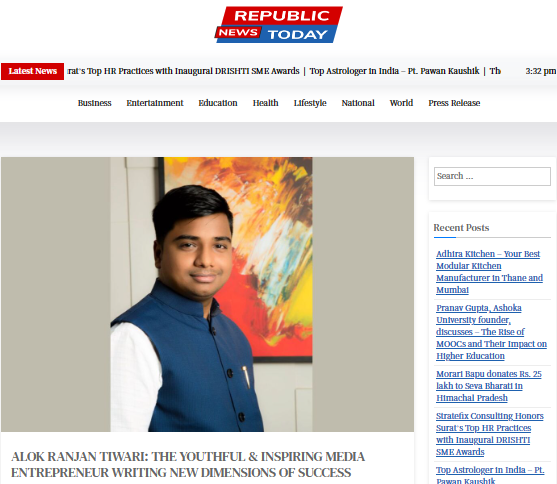 REPUBLIC
NEWS TODAY
Latest News
rat's Top HR Practices with Inaugural DRISHTI SME Awards | Top Astrologer in India – Pt. Pawan Kaushik |
3:32 pm
Business Entertainment Education Health Lifestyle National World Press Release
Search ...
Recent Posts
Adhira Kitchen – Your Best
Modular Kitchen
Manufacturer in Thane and
Mumbai
Pranav Gupta, Ashoka
University founder,
discusses – The Rise of
MOOCs and Their Impact on
Higher Education
Morari Bapu donates Rs. 25
lakh to Seva Bharati in
Himachal Pradesh
Stratefix Consulting Honors
Surat's Top HR Practices
with Inaugural DRISHTI
SME Awards
Top Astrologer in India – Pt.
Pawan Kaushik
ALOK RANJAN TIWARI: THE YOUTHFUL & INSPIRING MEDIA
ENTREPRENEUR WRITING NEW DIMENSIONS OF SUCCESS